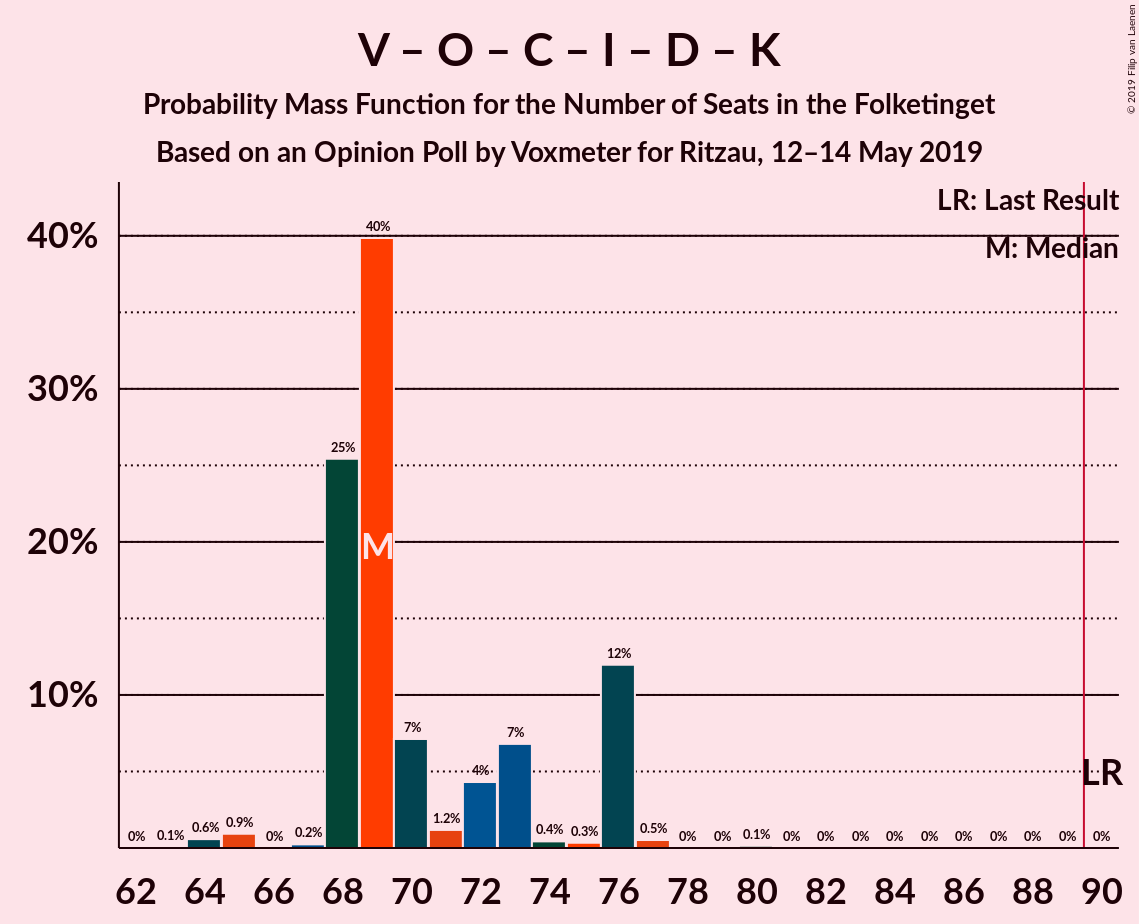 V – O – C – I – D – K
Probability Mass Function for the Number of Seats in the Folketinget
Based on an Opinion Poll by Voxmeter for Ritzau, 12–14 May 2019
© 2019 Filip van Laenen
LR: Last Result
M: Median
40%
30%
20%
10%
0% 0.1% 0.6% 0.9% 0% 0.2% 25% 40% 7% 1.2% 4% 7% 0.4% 0.3% 12% 0.5% 0% 0% 0.1% 0% 0% 0% 0% 0% 0% 0% 0% 0% 0%
M
LR
62 64 66 68 70 72 74 76 78 80 82 84 86 88 90